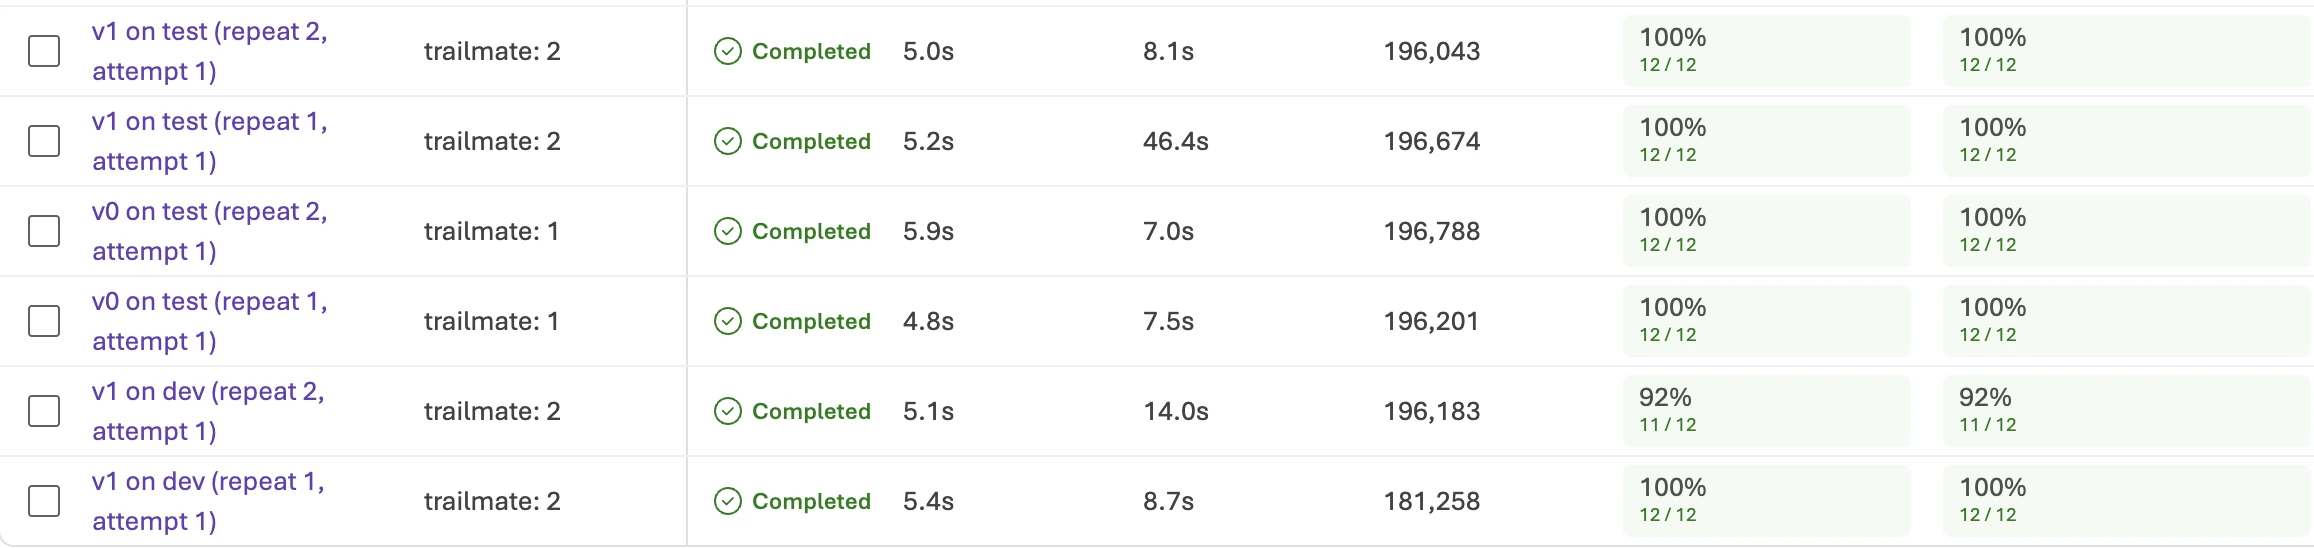 v1 on test (repeat 2,
attempt 1)
trailmate: 2
Completed
5.0s
8.1s
196,043
100%
12 / 12
100%
12 / 12
v1 on test (repeat 1,
attempt 1)
trailmate: 2
Completed
5.2s
46.4s
196,674
100%
12 / 12
100%
12 / 12
v0 on test (repeat 2,
attempt 1)
trailmate: 1
Completed
5.9s
7.0s
196,788
100%
12 / 12
100%
12 / 12
v0 on test (repeat 1,
attempt 1)
trailmate: 1
Completed
4.8s
7.5s
196,201
100%
12 / 12
100%
12 / 12
v1 on dev (repeat 2,
attempt 1)
trailmate: 2
Completed
5.1s
14.0s
196,183
92%
11 / 12
92%
11 / 12
v1 on dev (repeat 1,
attempt 1)
trailmate: 2
Completed
5.4s
8.7s
181,258
100%
12 / 12
100%
12 / 12